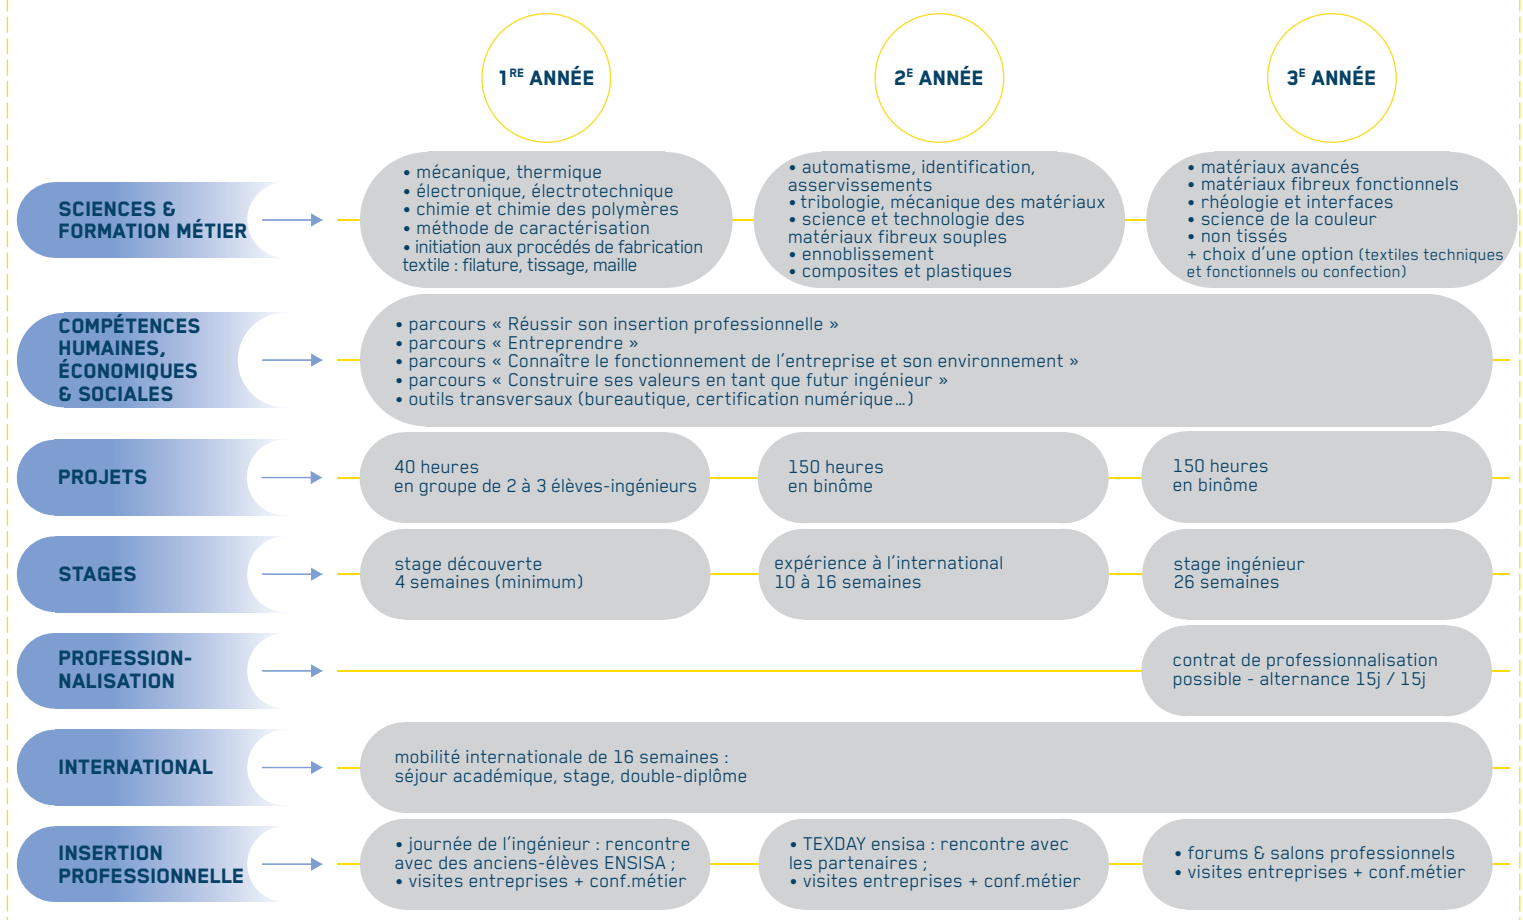 1RE ANNÉE
2E ANNÉE
3E ANNÉE
SCIENCES &
FORMATION MÉTIER
• mécanique, thermique
• électronique, électrotechnique
• chimie et chimie des polymères
• méthode de caractérisation
• initiation aux procédés de fabrication
textile : filature, tissage, maille
• automatisme, identification,
asservissements
• tribologie, mécanique des matériaux
• science et technologie des
matériaux fibreux souples
• ennoblissement
• composites et plastiques
• matériaux avancés
• matériaux fibreux fonctionnels
• rhéologie et interfaces
• science de la couleur
• non tissés
+ choix d'une option (textiles techniques
et fonctionnels ou confection)
COMPÉTENCES
HUMAINES,
ÉCONOMIQUES
& SOCIALES
• parcours « Réussir son insertion professionnelle »
• parcours « Entreprendre »
• parcours « Connaître le fonctionnement de l'entreprise et son environnement »
• parcours « Construire ses valeurs en tant que futur ingénieur »
• outils transversaux (bureautique, certification numérique…)
PROJETS
40 heures
en groupe de 2 à 3 élèves-ingénieurs
150 heures
en binôme
150 heures
en binôme
STAGES
stage découverte
4 semaines (minimum)
expérience à l'international
10 à 16 semaines
stage ingénieur
26 semaines
PROFESSION-
NALISATION
contrat de professionnalisation
possible - alternance 15j / 15j
INTERNATIONAL
mobilité internationale de 16 semaines :
séjour académique, stage, double-diplôme
INSERTION
PROFESSIONNELLE
• journée de l'ingénieur : rencontre
avec des anciens-élèves ENSISA ;
• visites entreprises + conf.métier
• TEXDAY ensisa : rencontre avec
les partenaires ;
• visites entreprises + conf.métier
• forums & salons professionnels
• visites entreprises + conf.métier